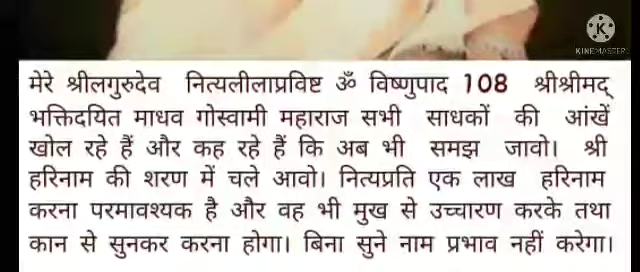 KINEMASTER
मेरे श्रीलगुरुदेव नित्यलीलाप्रविष्ट ॐ विष्णुपाद 108 श्रीश्रीमद्
भक्तिदयित माधव गोस्वामी महाराज सभी साधकों की आंखें
खोल रहे हैं और कह रहे हैं कि अब भी समझ जावो। श्री
हरिनाम की शरण में चले आवो। नित्यप्रति एक लाख हरिनाम
करना परमावश्यक है और वह भी मुख से उच्चारण करके तथा
कान से सुनकर करना होगा। बिना सुने नाम प्रभाव नहीं करेगा।